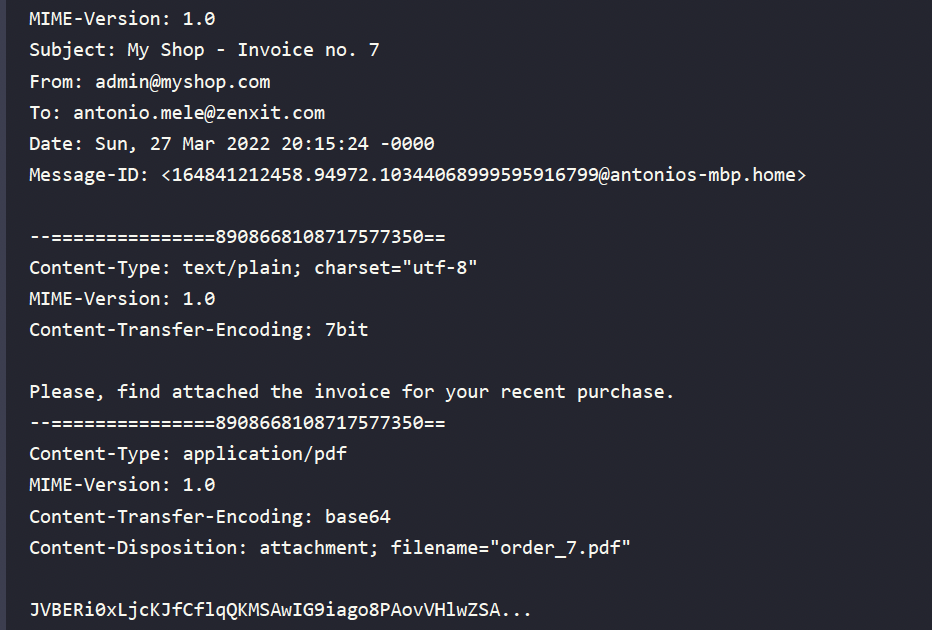 MIME-Version: 1.0
Subject: My Shop - Invoice no. 7
From: admin@myshop.com
To: antonio.mele@zenxit.com
Date: Sun, 27 Mar 2022 20:15:24 -0000
Message-ID: <164841212458.94972.10344068999595916799@antonios-mbp.home>
--===============8908668108717577350==
Content-Type: text/plain; charset="utf-8"
MIME-Version: 1.0
Content-Transfer-Encoding: 7bit
Please, find attached the invoice for your recent purchase.
--===============8908668108717577350==
Content-Type: application/pdf
MIME-Version: 1.0
Content-Transfer-Encoding: base64
Content-Disposition: attachment; filename="order_7.pdf"
JVBERi0xLjcKJfCflqQKMSAwIG9iago8PAovVHlwZSA...